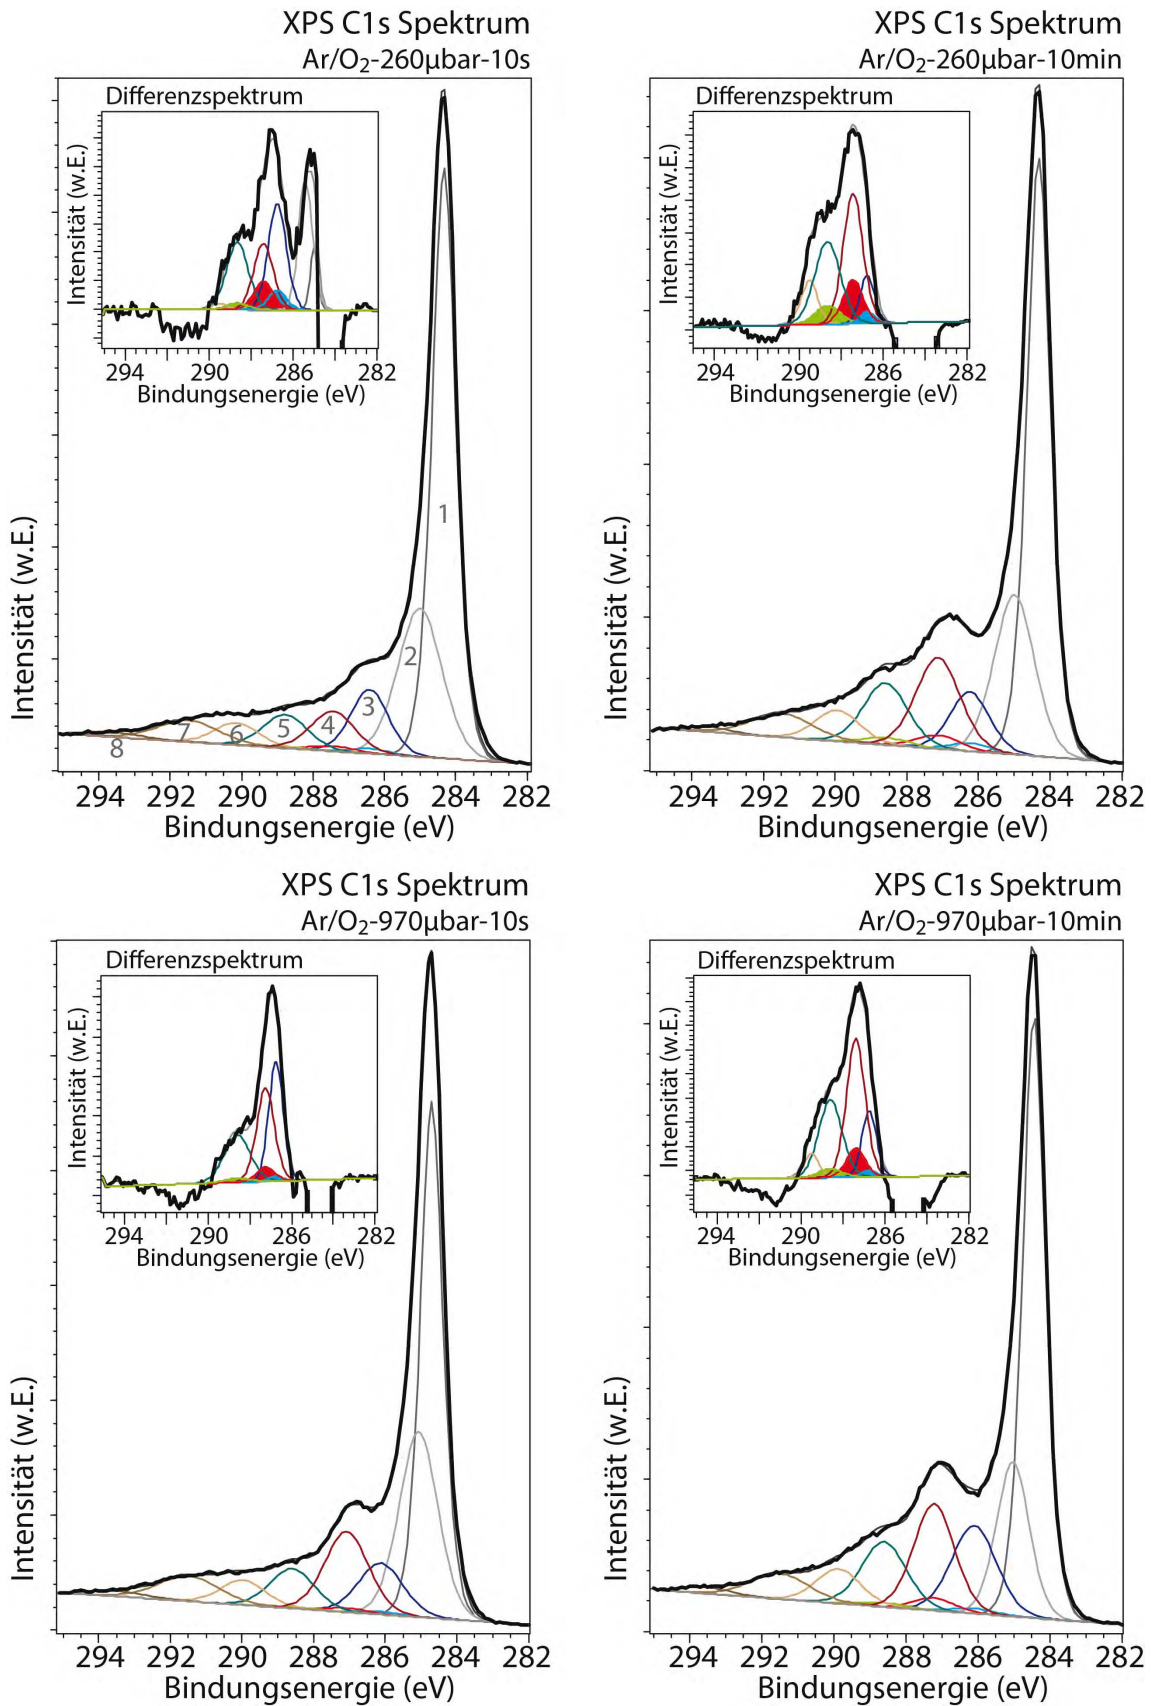 XPS C1s Spektrum
Ar/O₂-260µbar-10s
Differenzspektrum
Intensität (w.E.)
294 290 286 282
Bindungsenergie (eV)
Intensität (w.E.)
1
2
3
4
5
6
7
8
294 292 290 288 286 284 282
Bindungsenergie (eV)
XPS C1s Spektrum
Ar/O₂-260µbar-10min
Differenzspektrum
Intensität (w.E.)
294 290 286 282
Bindungsenergie (eV)
Intensität (w.E.)
294 292 290 288 286 284 282
Bindungsenergie (eV)
XPS C1s Spektrum
Ar/O₂-970µbar-10s
Differenzspektrum
Intensität (w.E.)
294 290 286 282
Bindungsenergie (eV)
Intensität (w.E.)
294 292 290 288 286 284 282
Bindungsenergie (eV)
XPS C1s Spektrum
Ar/O₂-970µbar-10min
Differenzspektrum
Intensität (w.E.)
294 290 286 282
Bindungsenergie (eV)
Intensität (w.E.)
294 292 290 288 286 284 282
Bindungsenergie (eV)